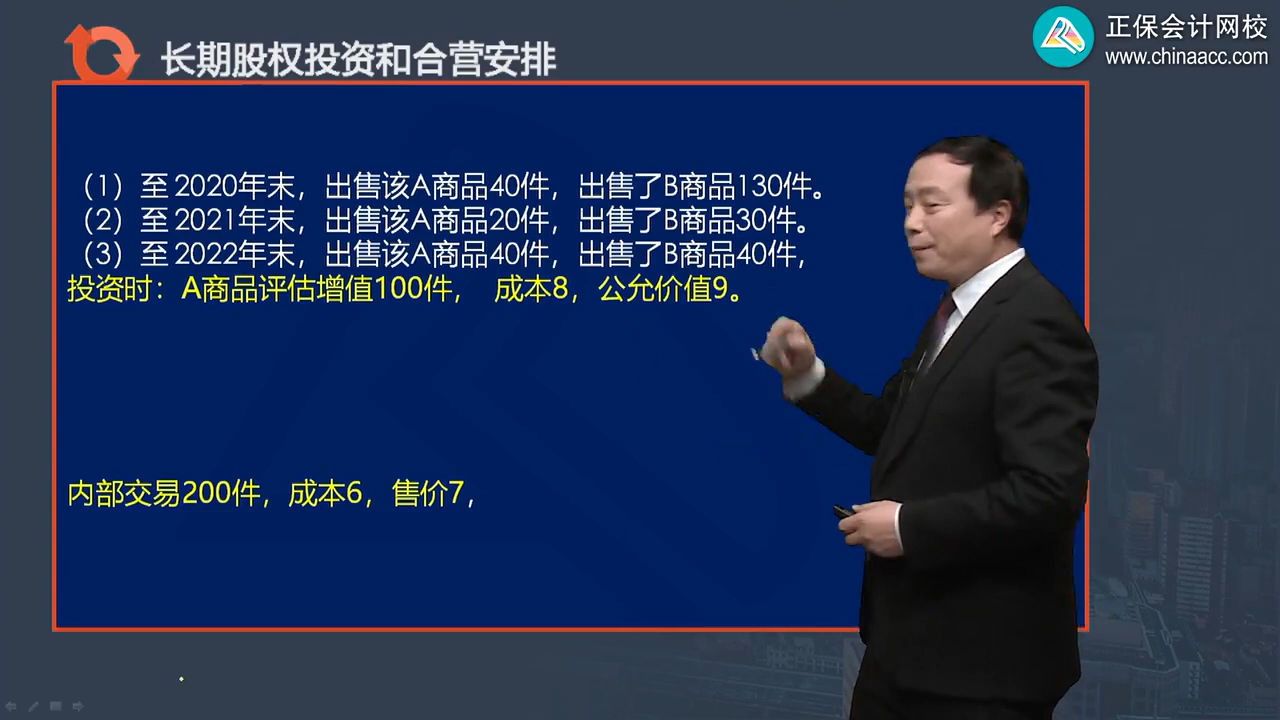 长期股权投资和合营安排
正保会计网校
www.chinaacc.com
（1）至2020年末，出售该A商品40件，出售了B商品130件。
（2）至2021年末，出售该A商品20件，出售了B商品30件。
（3）至2022年末，出售该A商品40件，出售了B商品40件，
投资时：A商品评估增值100件， 成本8，公允价值9。
内部交易200件，成本6，售价7，